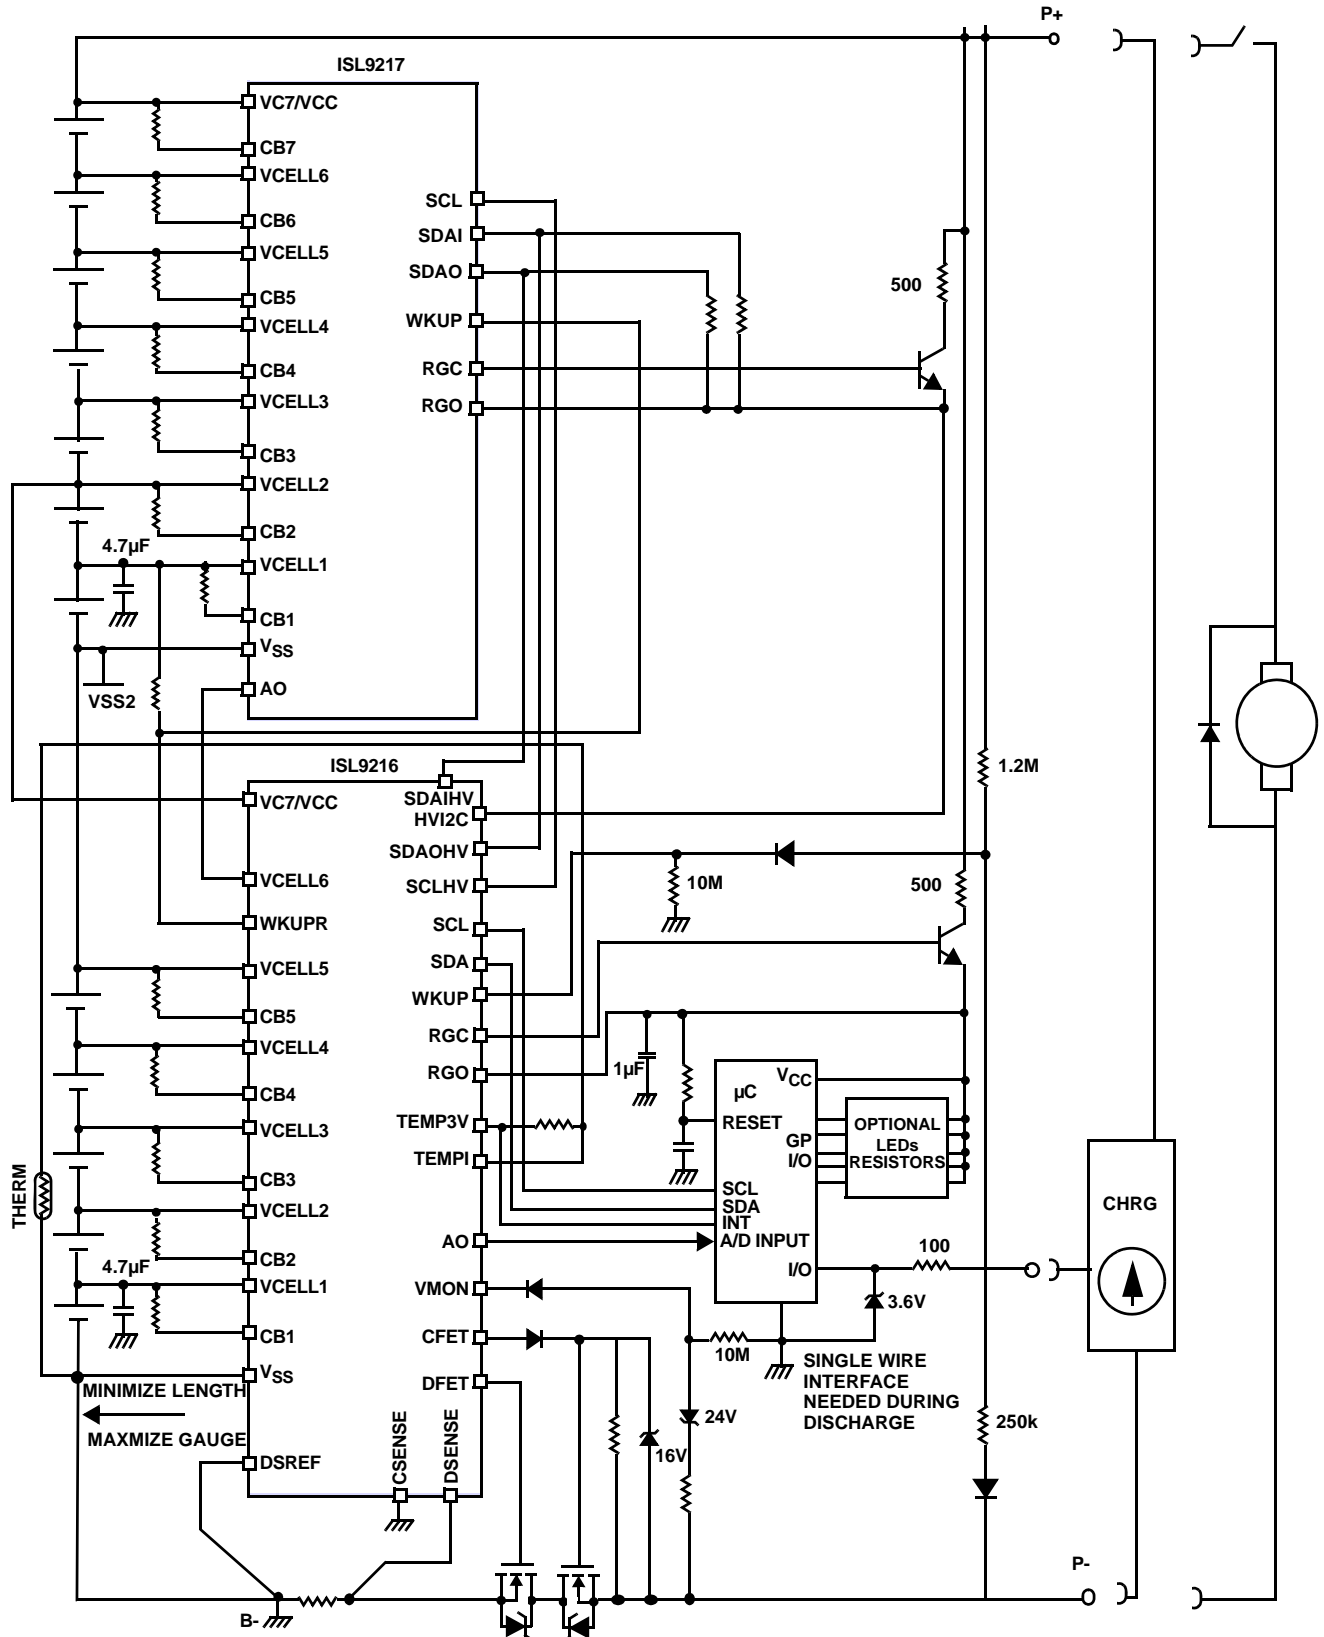 P+
ISL9217
VC7/VCC
CB7
VCELL6
CB6
VCELL5
CB5
VCELL4
CB4
VCELL3
CB3
VCELL2
CB2
4.7µF
VCELL1
CB1
VSS
VSS2
AO
SCL
SDAI
SDAO
WKUP
RGC
RGO
500
1.2M
ISL9216
VC7/VCC
VCELL6
WKUPR
VCELL5
CB5
VCELL4
CB4
VCELL3
CB3
VCELL2
CB2
4.7µF
VCELL1
CB1
VSS
THERM
MINIMIZE LENGTH
MAXMIZE GAUGE
DSREF
CSENSE
DSENSE
SDAIHV
HVI2C
SDAOHV
SCLHV
SCL
SDA
WKUP
RGC
RGO
TEMP3V
TEMPI
AO
VMON
CFET
DFET
10M
500
1µF
µC
VCC
RESET
GP
I/O
SCL
SDA
INT
A/D INPUT
I/O
OPTIONAL
LEDs
RESISTORS
100
3.6V
10M
SINGLE WIRE
INTERFACE
NEEDED DURING
DISCHARGE
24V
16V
250k
CHRG
P-
B-